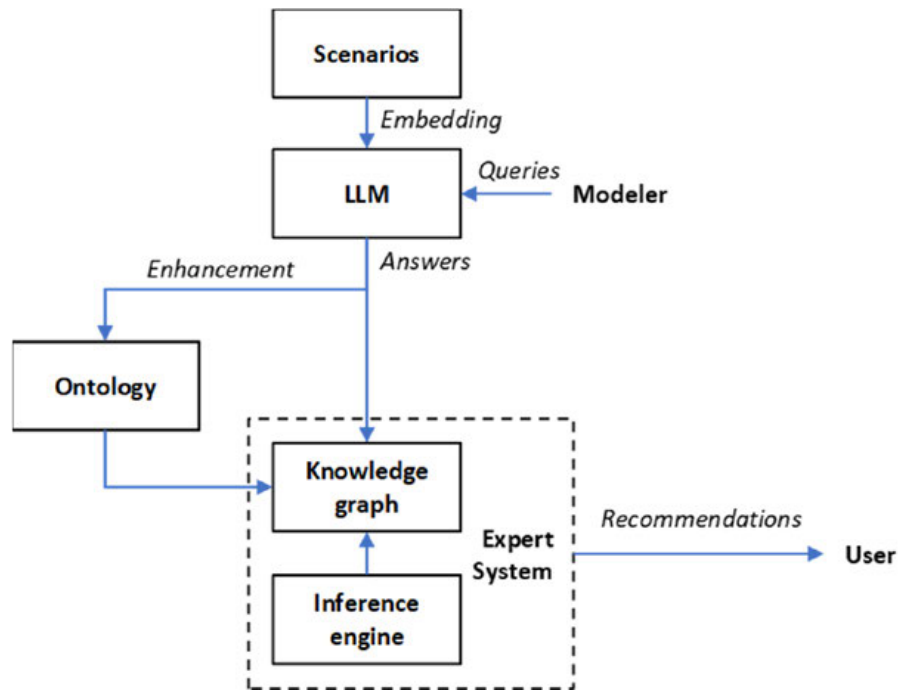 Scenarios
Embedding
LLM
Queries
Modeler
Enhancement
Answers
Ontology
Knowledge
graph
Expert
System
Recommendations
User
Inference
engine